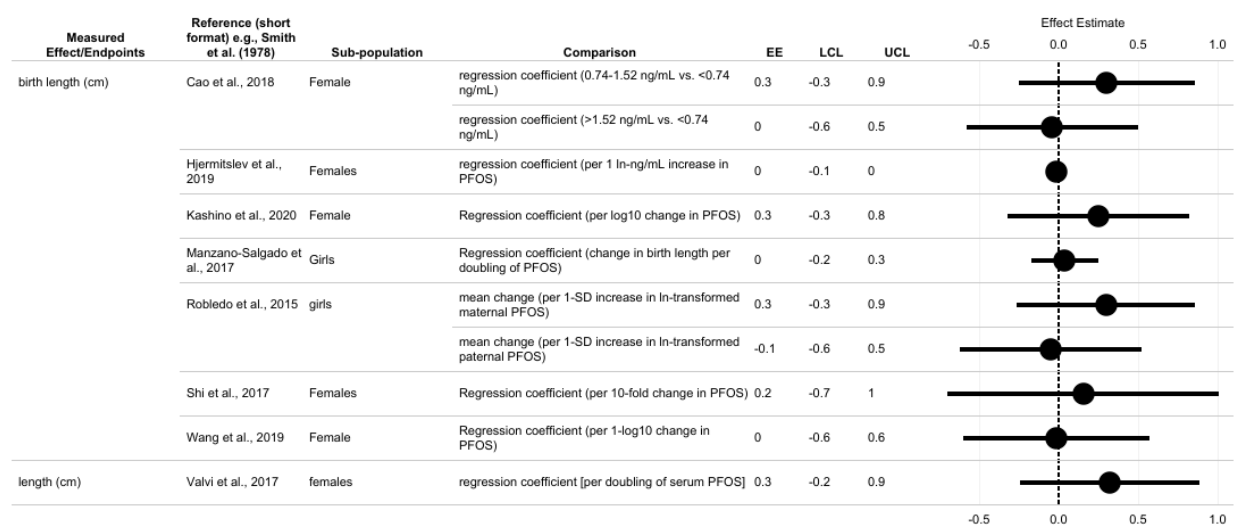 Effect Estimate
Measured Effect/Endpoints Reference (short format) e.g., Smith et al. (1978) Sub-population Comparison EE LCL UCL -0.5 0.0 0.5 1.0
birth length (cm) Cao et al., 2018 Female regression coefficient (0.74-1.52 ng/mL vs. <0.74 ng/mL) 0.3 -0.3 0.9
regression coefficient (>1.52 ng/mL vs. <0.74 ng/mL) 0 -0.6 0.5
Hjermitslev et al., 2019 Females regression coefficient (per 1 ln-ng/mL increase in PFOS) 0 -0.1 0
Kashino et al., 2020 Female Regression coefficient (per log10 change in PFOS) 0.3 -0.3 0.8
Manzano-Salgado et al., 2017 Girls Regression coefficient (change in birth length per doubling of PFOS) 0 -0.2 0.3
Robledo et al., 2015 girls mean change (per 1-SD increase in ln-transformed maternal PFOS) 0.3 -0.3 0.9
mean change (per 1-SD increase in ln-transformed paternal PFOS) -0.1 -0.6 0.5
Shi et al., 2017 Females Regression coefficient (per 10-fold change in PFOS) 0.2 -0.7 1
Wang et al., 2019 Female Regression coefficient (per 1-log10 change in PFOS) 0 -0.6 0.6
length (cm) Valvi et al., 2017 females regression coefficient [per doubling of serum PFOS] 0.3 -0.2 0.9
-0.5 0.0 0.5 1.0